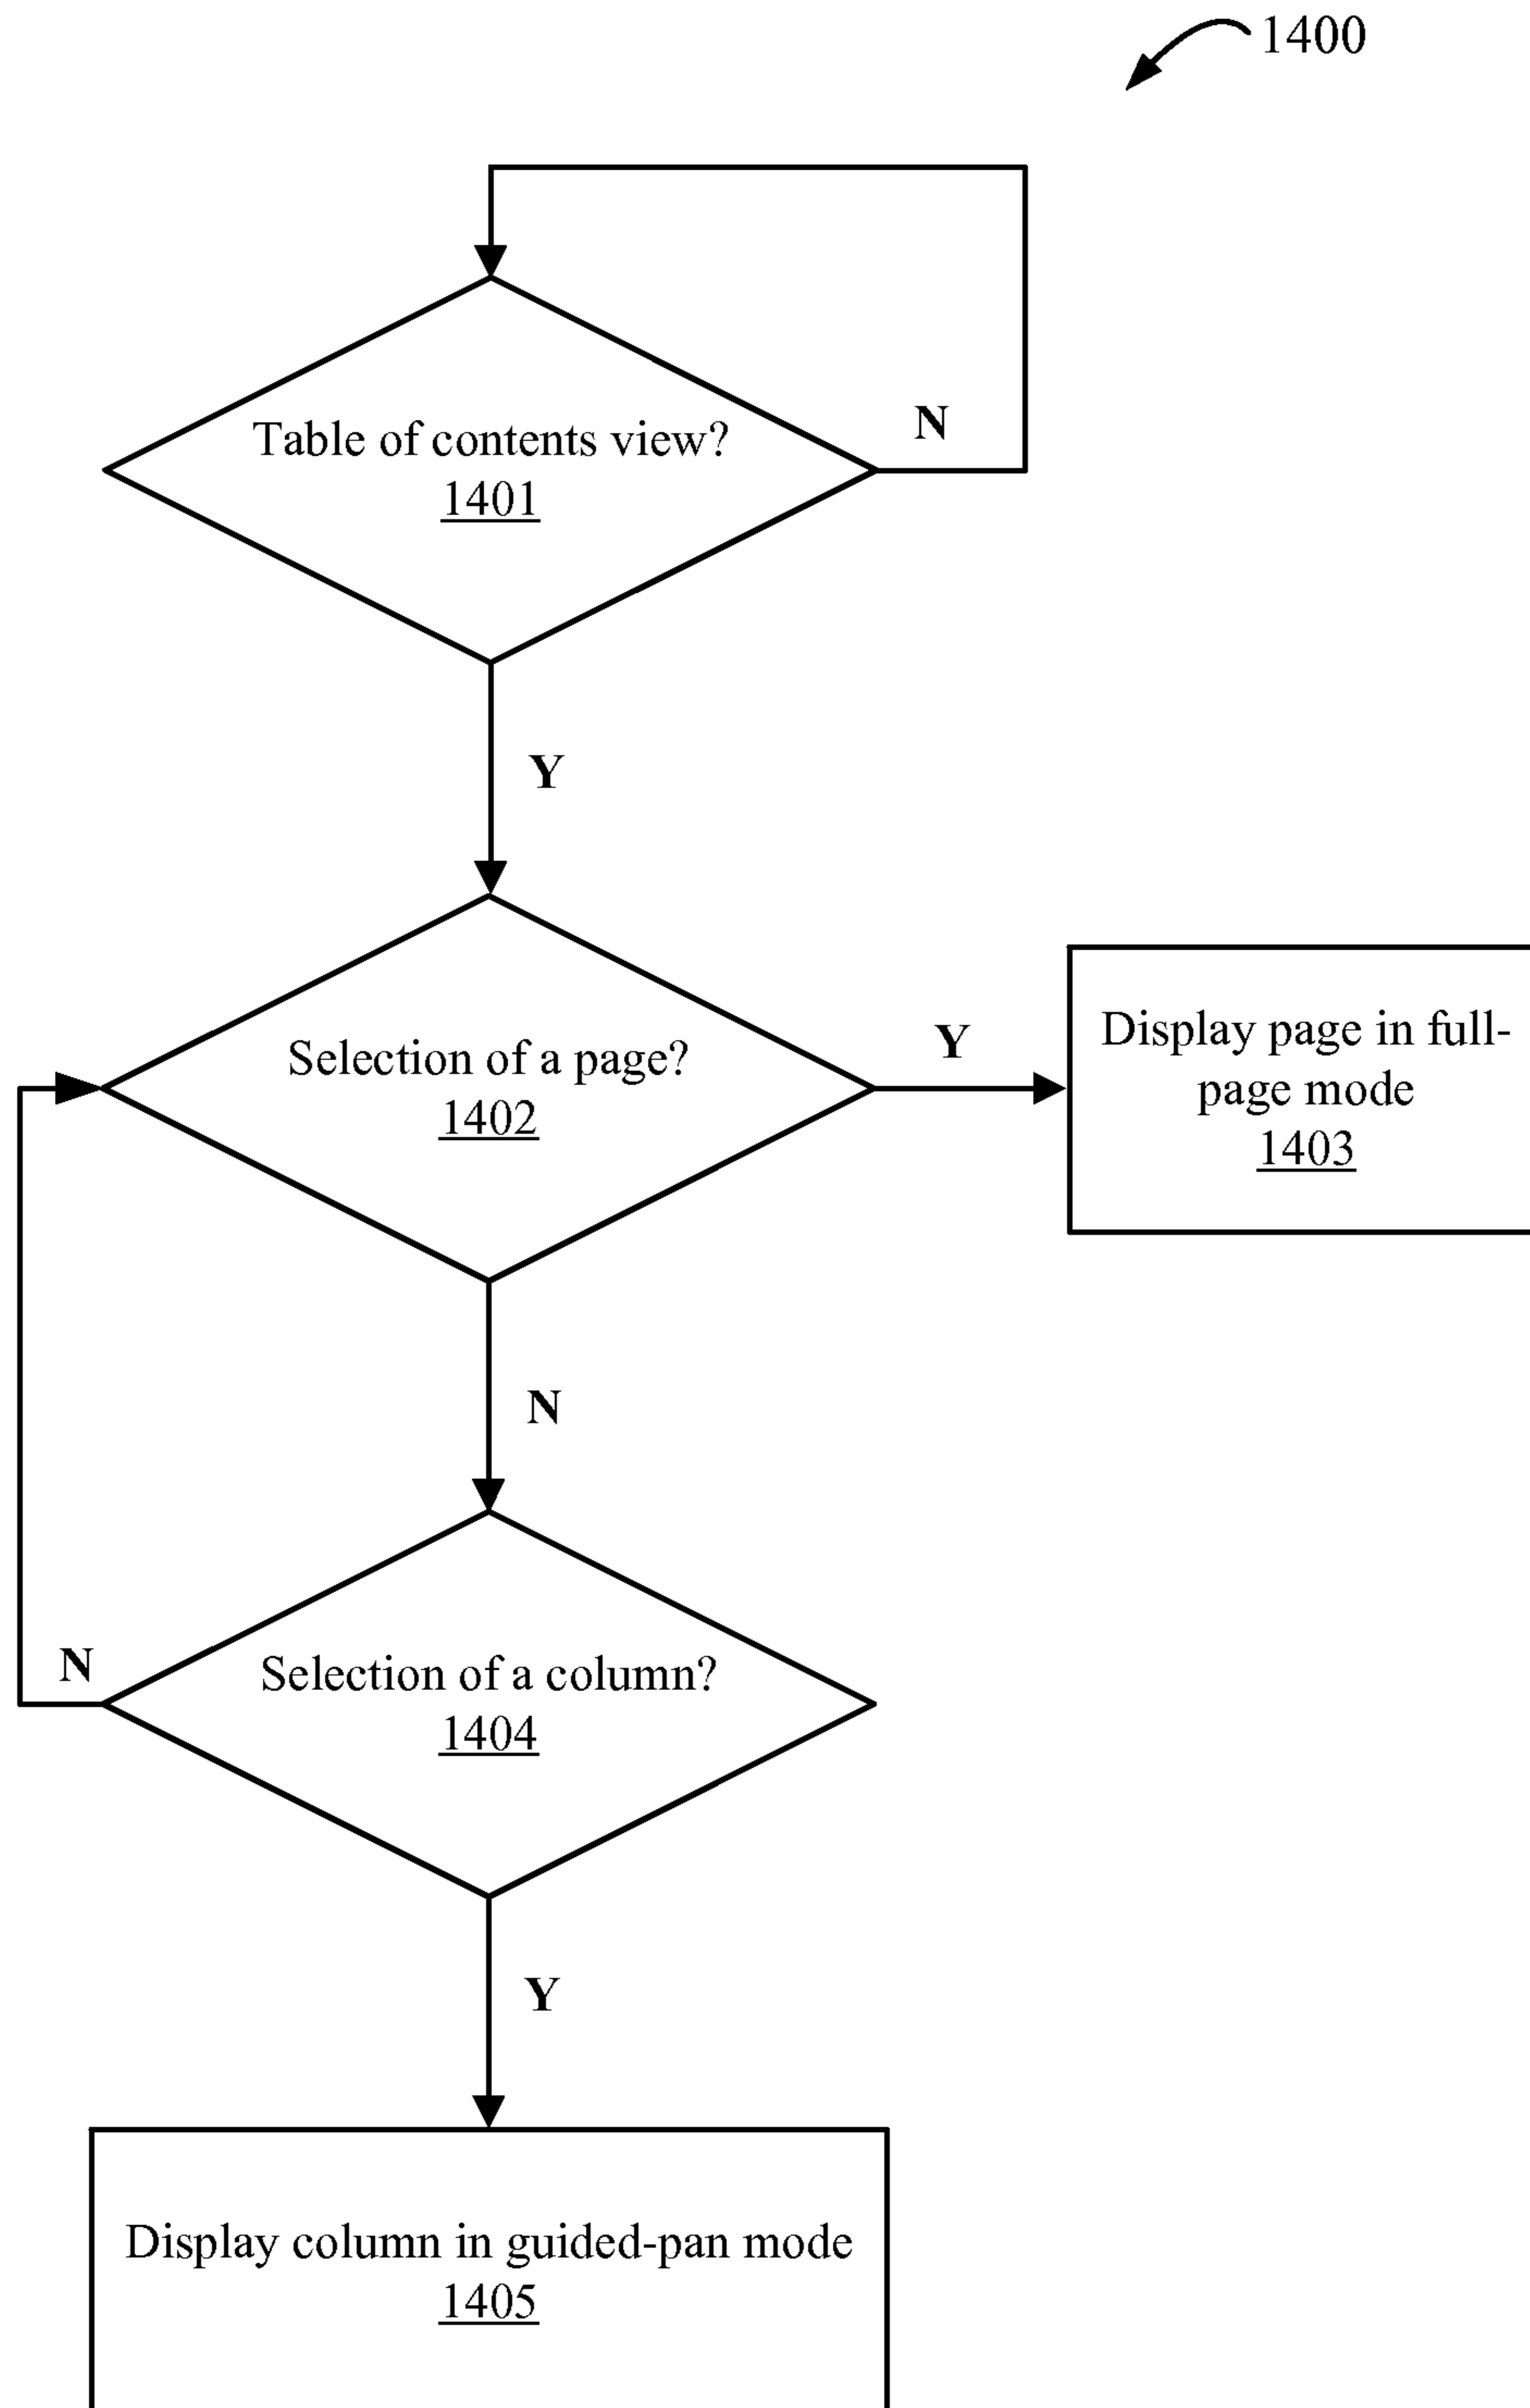 1400
Table of contents view?
1401
N
Y
Selection of a page?
1402
Y
Display page in full-
page mode
1403
N
Selection of a column?
1404
N
Y
Display column in guided-pan mode
1405